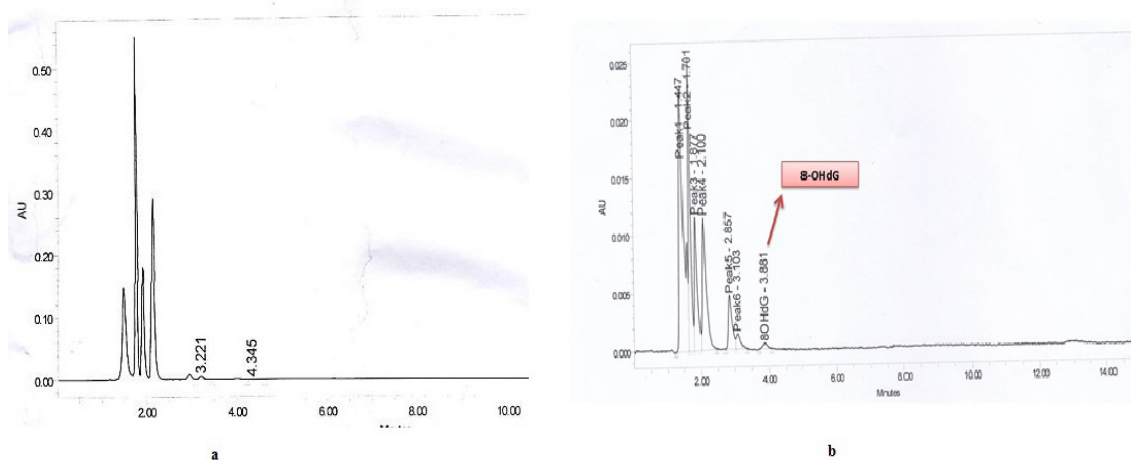 0.50
0.40
0.30
0.20
0.10
0.00
AU
3.221
4.345
2.00
4.00
6.00
8.00
10.00
a
0.025
0.020
0.015
0.010
0.005
0.000
AU
Peak1 - 1.447
Peak2 - 1.701
Peak3 - 1.877
Peak4 - 2.100
Peak5 - 2.857
Peak6 - 3.103
8OHdG - 3.881
8-OHdG
2.00
4.00
6.00
8.00
10.00
12.00
14.00
Minutes
b